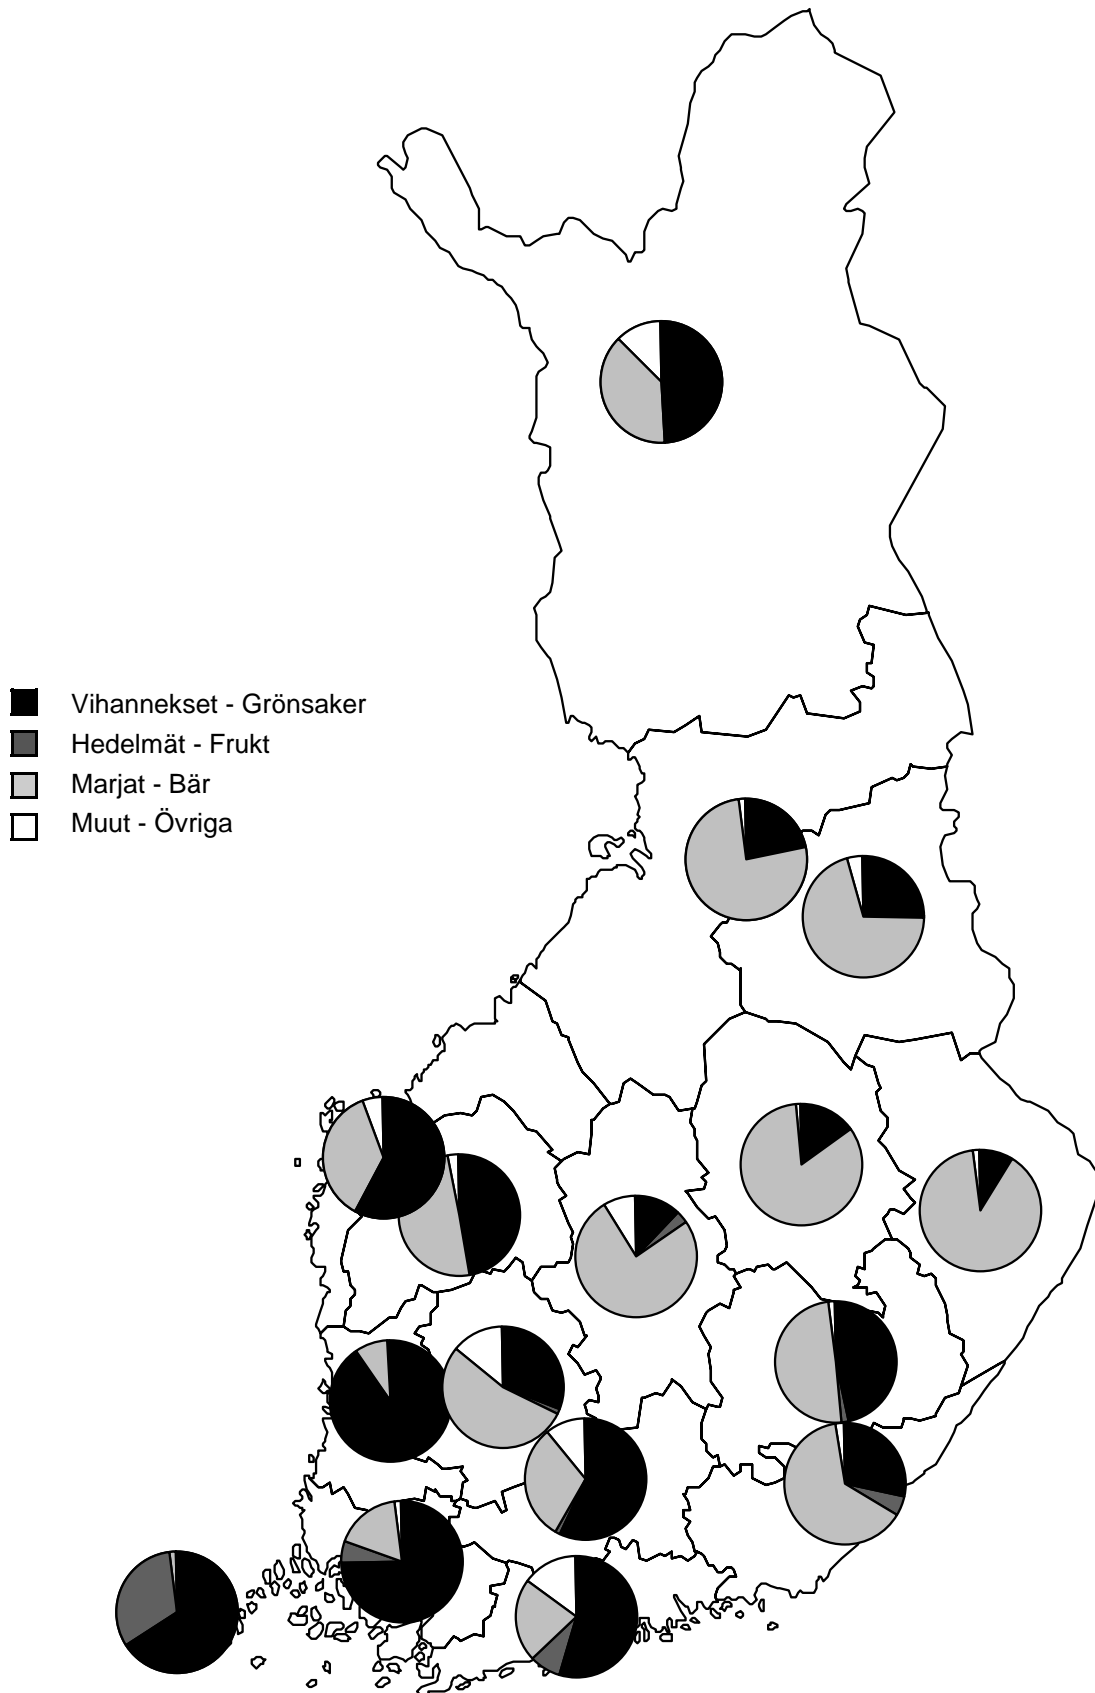 Vihannekset - Grönsaker
Hedelmät - Frukt
Marjat - Bär
Muut - Övriga